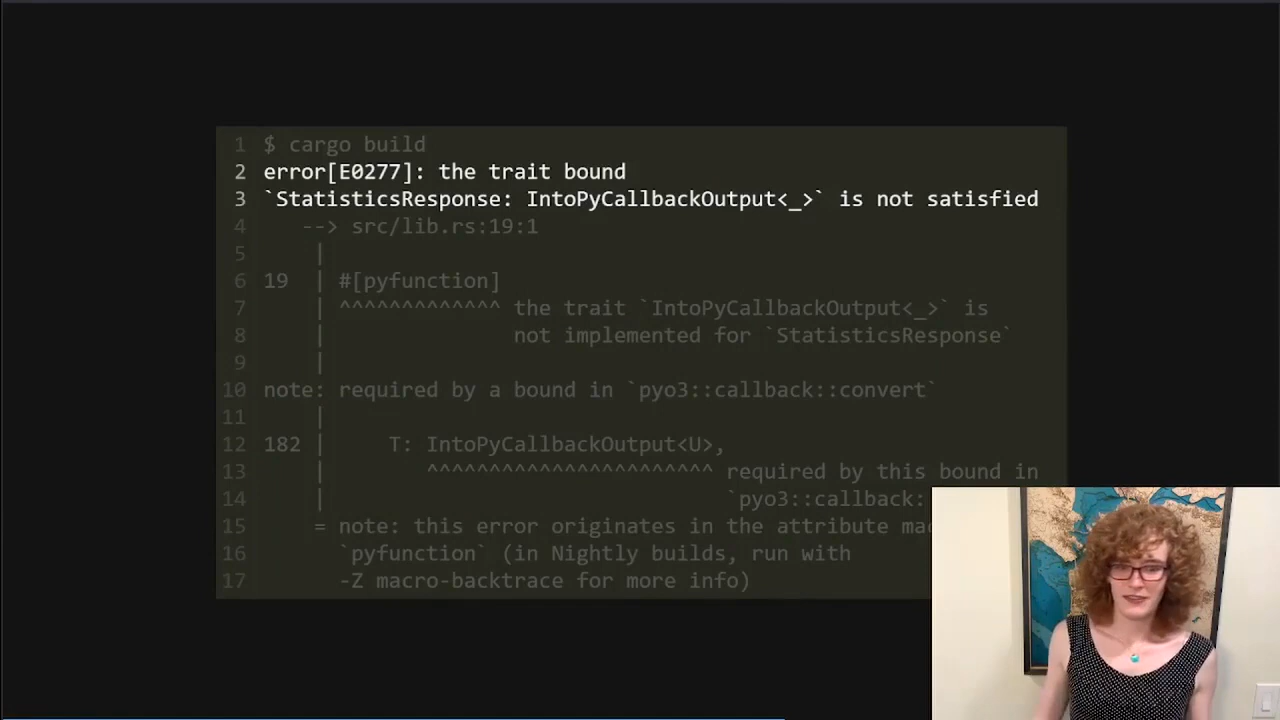 1 $ cargo build
2 error[E0277]: the trait bound
3 `StatisticsResponse: IntoPyCallbackOutput<_>` is not satisfied
4 --> src/lib.rs:19:1
5 |
6 19 | #[pyfunction]
7 | ^^^^^^^^^^^^^ the trait `IntoPyCallbackOutput<_>` is
8 | not implemented for `StatisticsResponse`
9 |
10 note: required by a bound in `pyo3::callback::convert`
11 |
12 182 | T: IntoPyCallbackOutput<U>,
13 | ^^^^^^^^^^^^^^^^^^^^^^^ required by this bound in
14 | `pyo3::callback:
15 = note: this error originates in the attribute mac
16 `pyfunction` (in Nightly builds, run with
17 -Z macro-backtrace for more info)